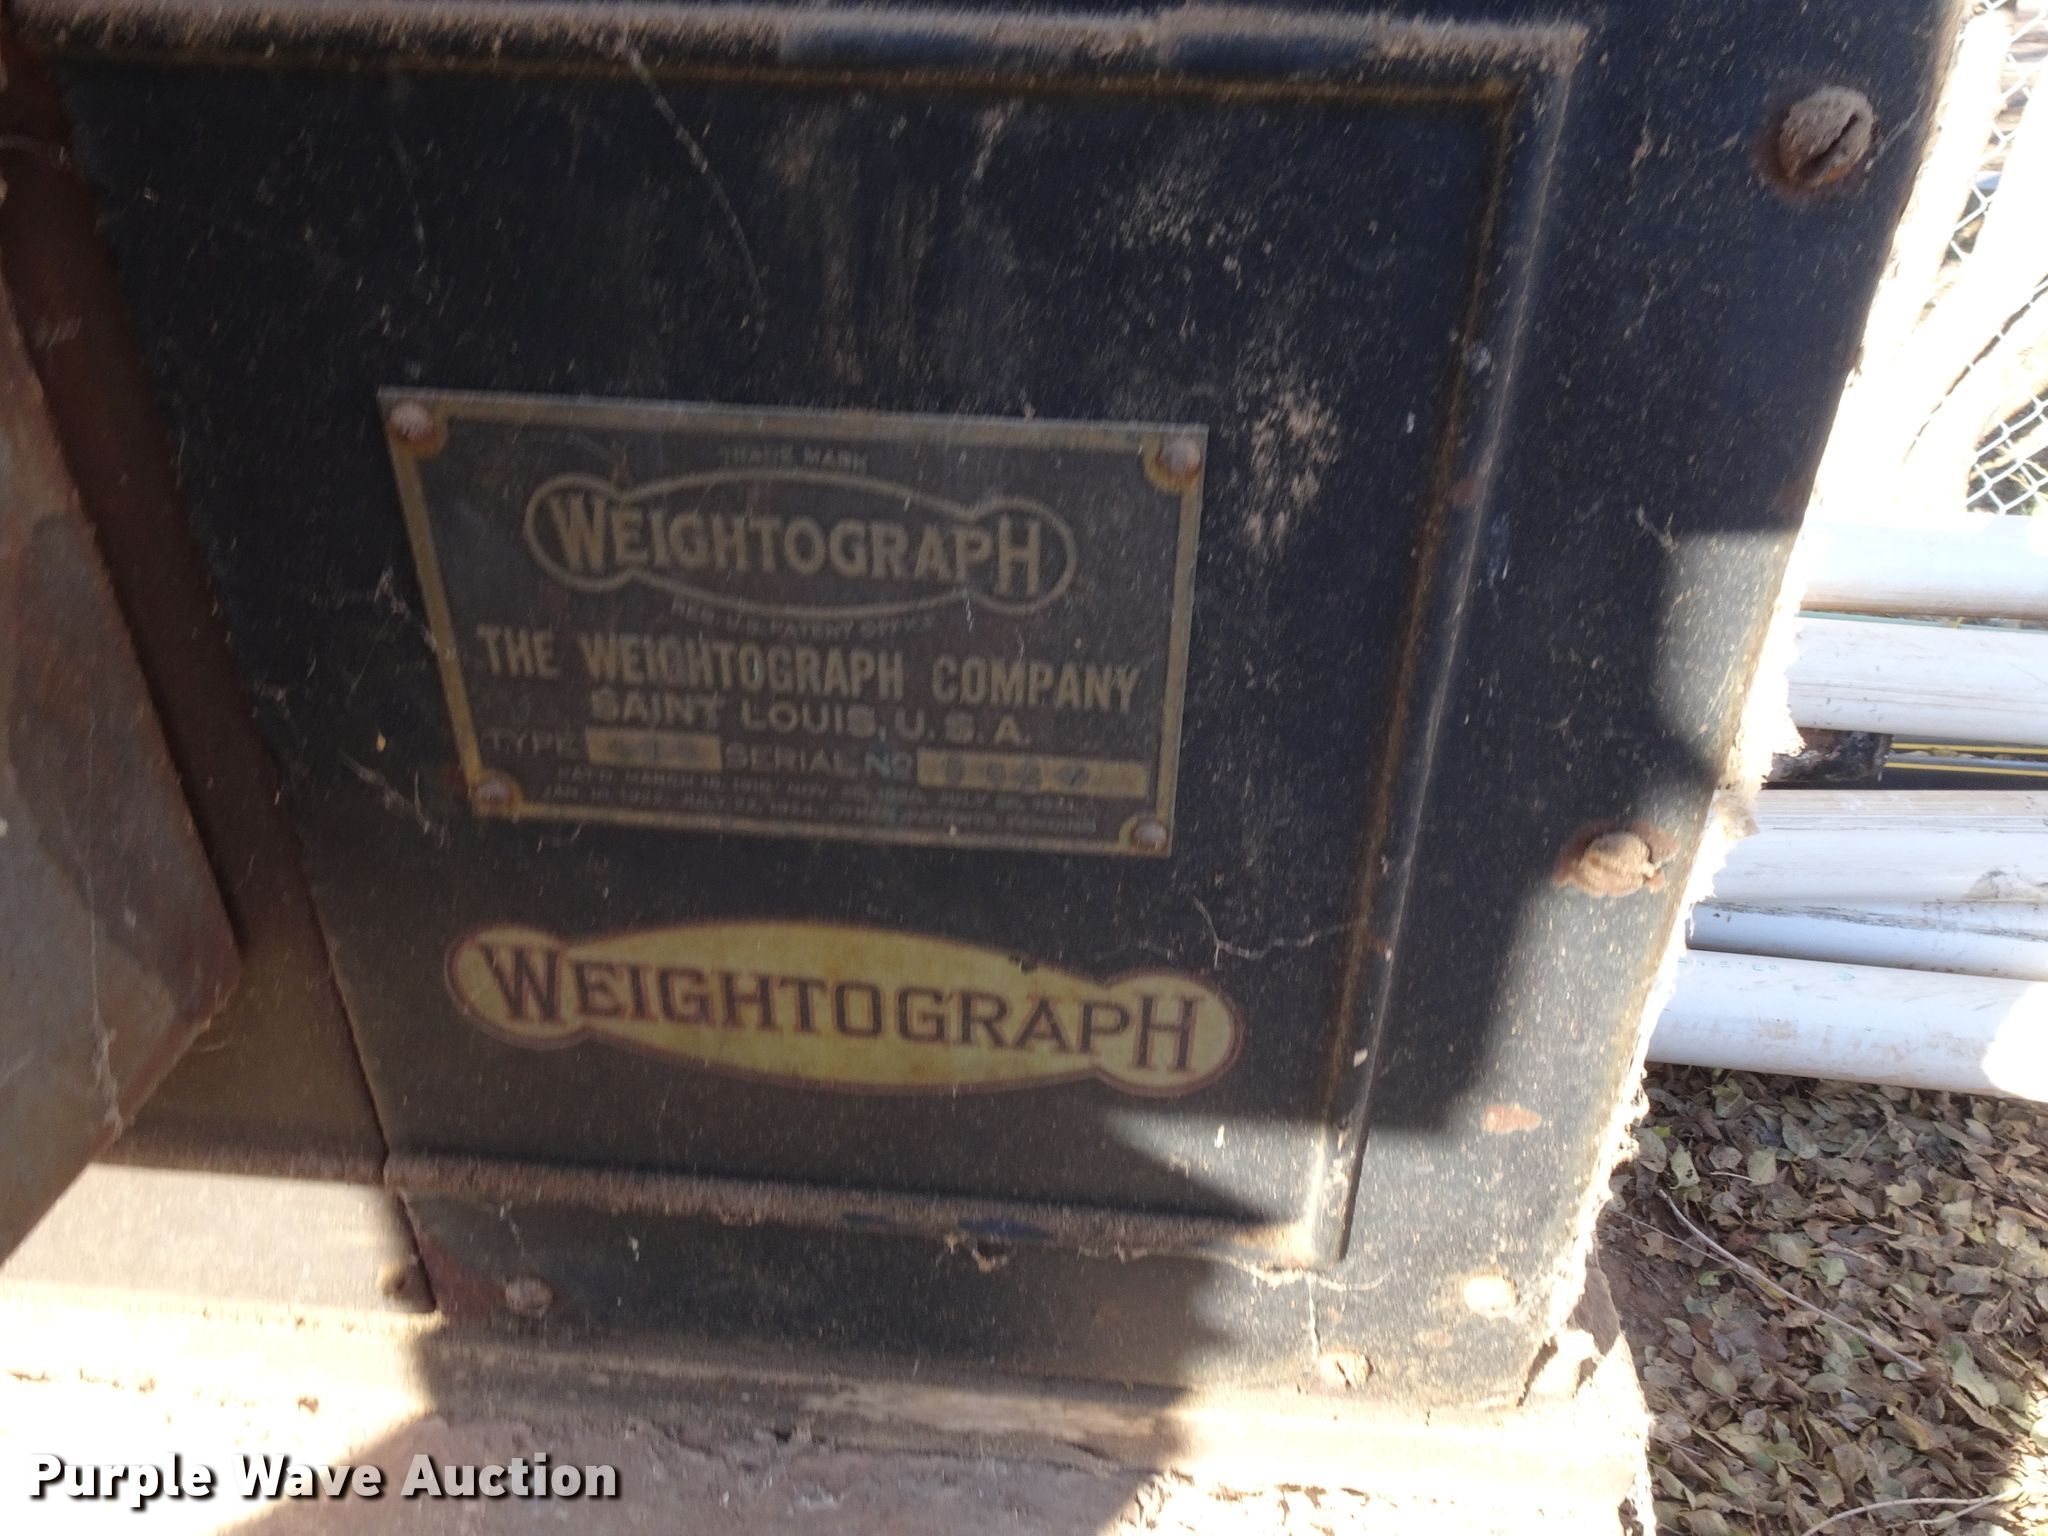 TRADE MARK
WEIGHTOGRAPH
REG. U.S. PATENT OFFICE
THE WEIGHTOGRAPH COMPANY
SAINT LOUIS, U.S.A.
TYPE SERIAL NO
WEIGHTOGRAPH
Purple Wave Auction